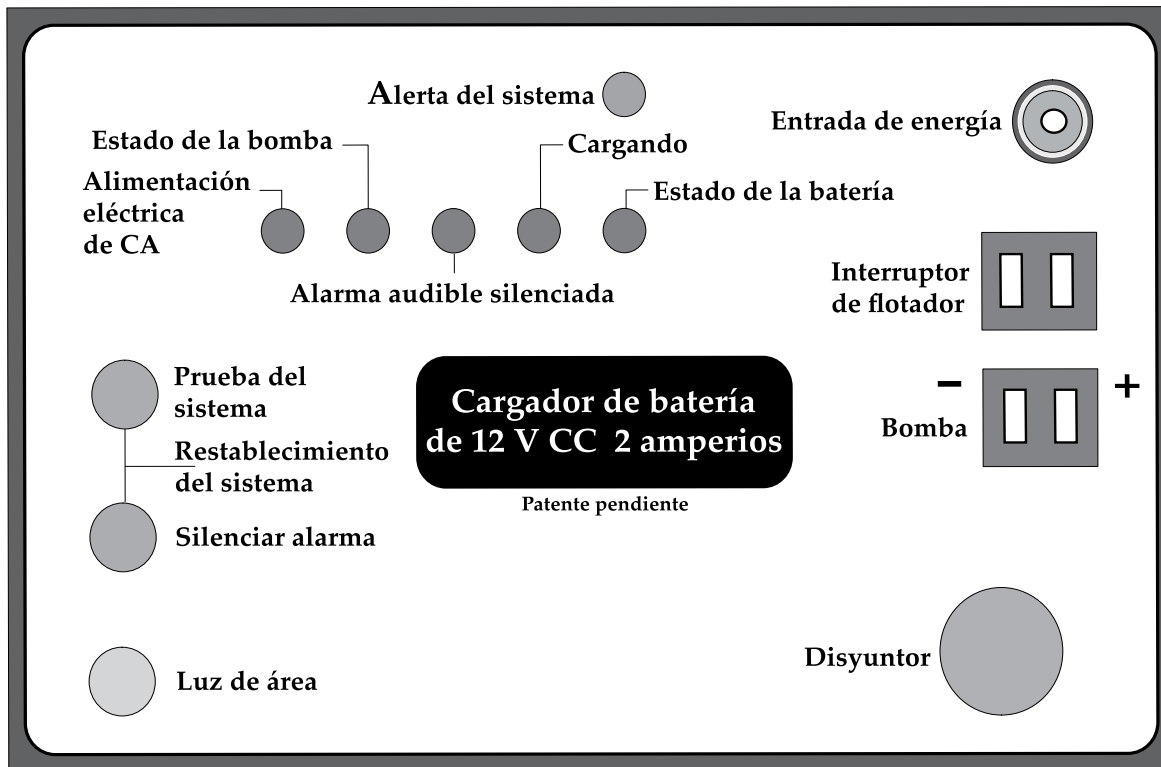 Alerta del sistema
Entrada de energía
Estado de la bomba
Cargando
Alimentación
eléctrica
de CA
Estado de la batería
Alarma audible silenciada
Interruptor
de flotador
Prueba del
sistema
Restablecimiento
del sistema
Silenciar alarma
Cargador de batería
de 12 V CC 2 amperios
Patente pendiente
− +
Bomba
Disyuntor
Luz de área